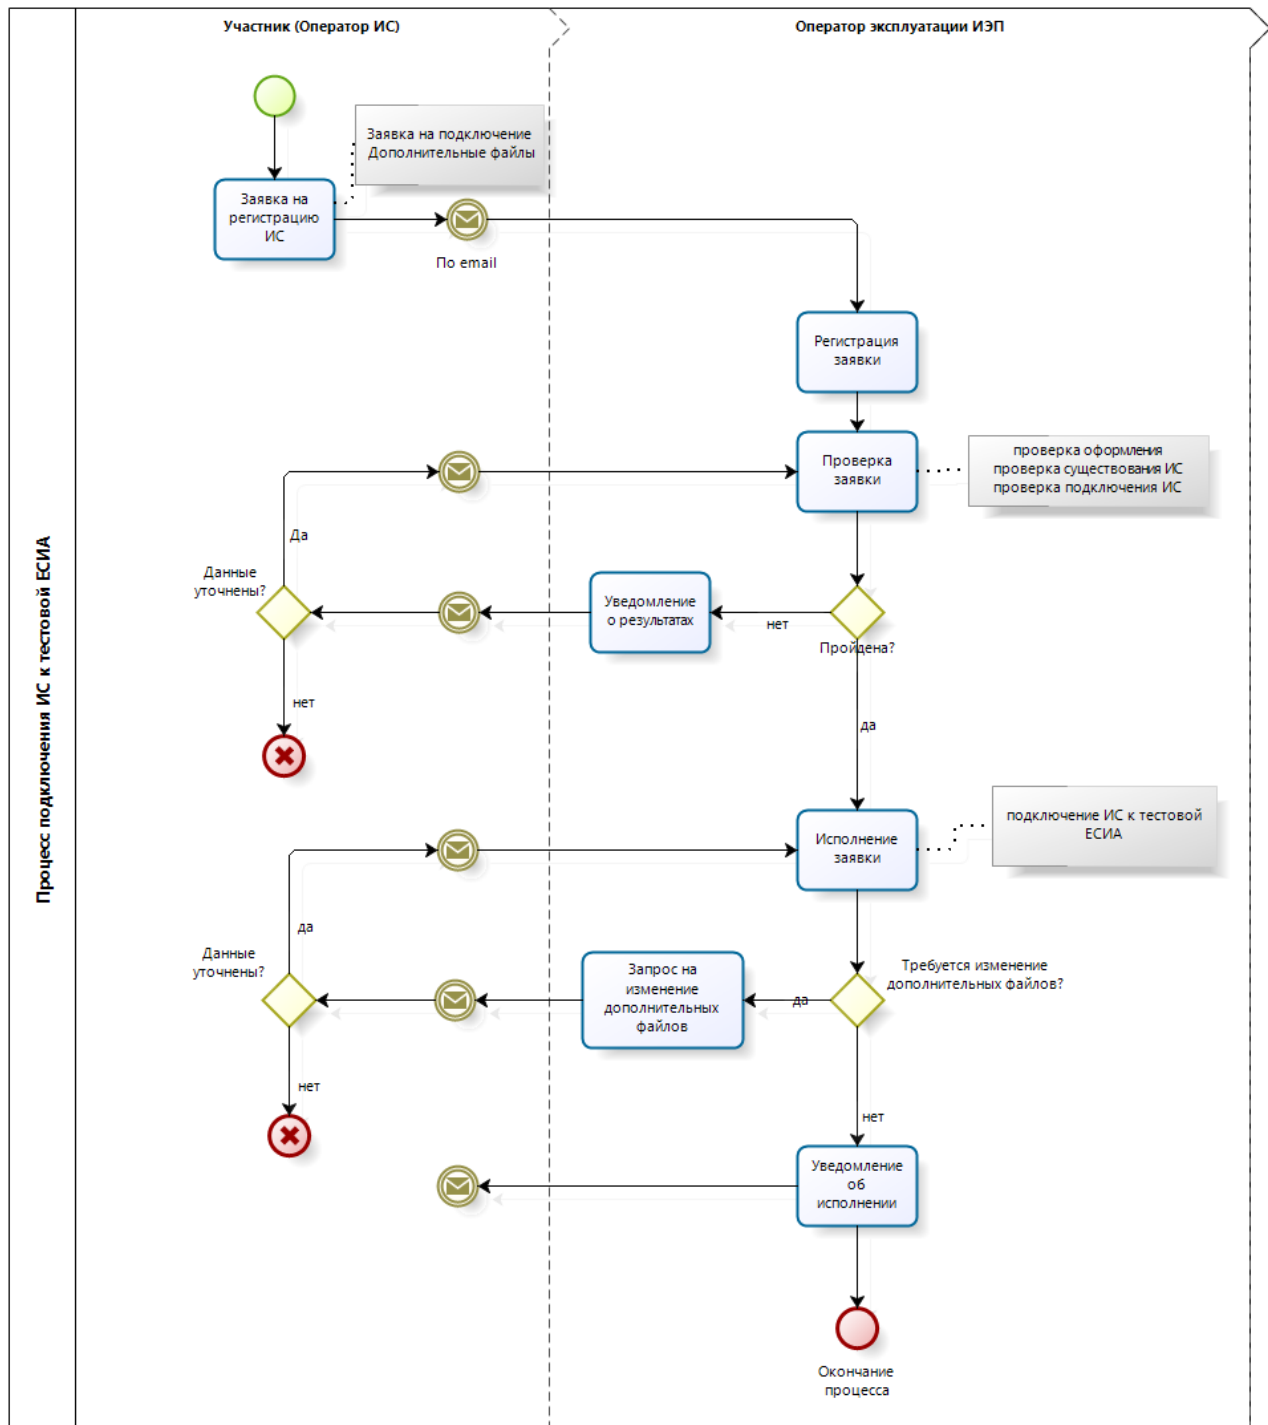 Процесс подключения ИС к тестовой ЕСИА
Участник (Оператор ИС)
Оператор эксплуатации ИЭП
Заявка на подключение
Дополнительные файлы
Заявка на
регистрацию
ИС
По email
Регистрация
заявки
Проверка
заявки
проверка оформления
проверка существования ИС
проверка подключения ИС
Да
Данные
уточнены?
Уведомление
о результатах
нет
Пройдена?
нет
да
Исполнение
заявки
подключение ИС к тестовой
ЕСИА
да
Данные
уточнены?
Запрос на
изменение
дополнительных
файлов
да
Требуется изменение
дополнительных файлов?
нет
нет
Уведомление
об
исполнении
Окончание
процесса